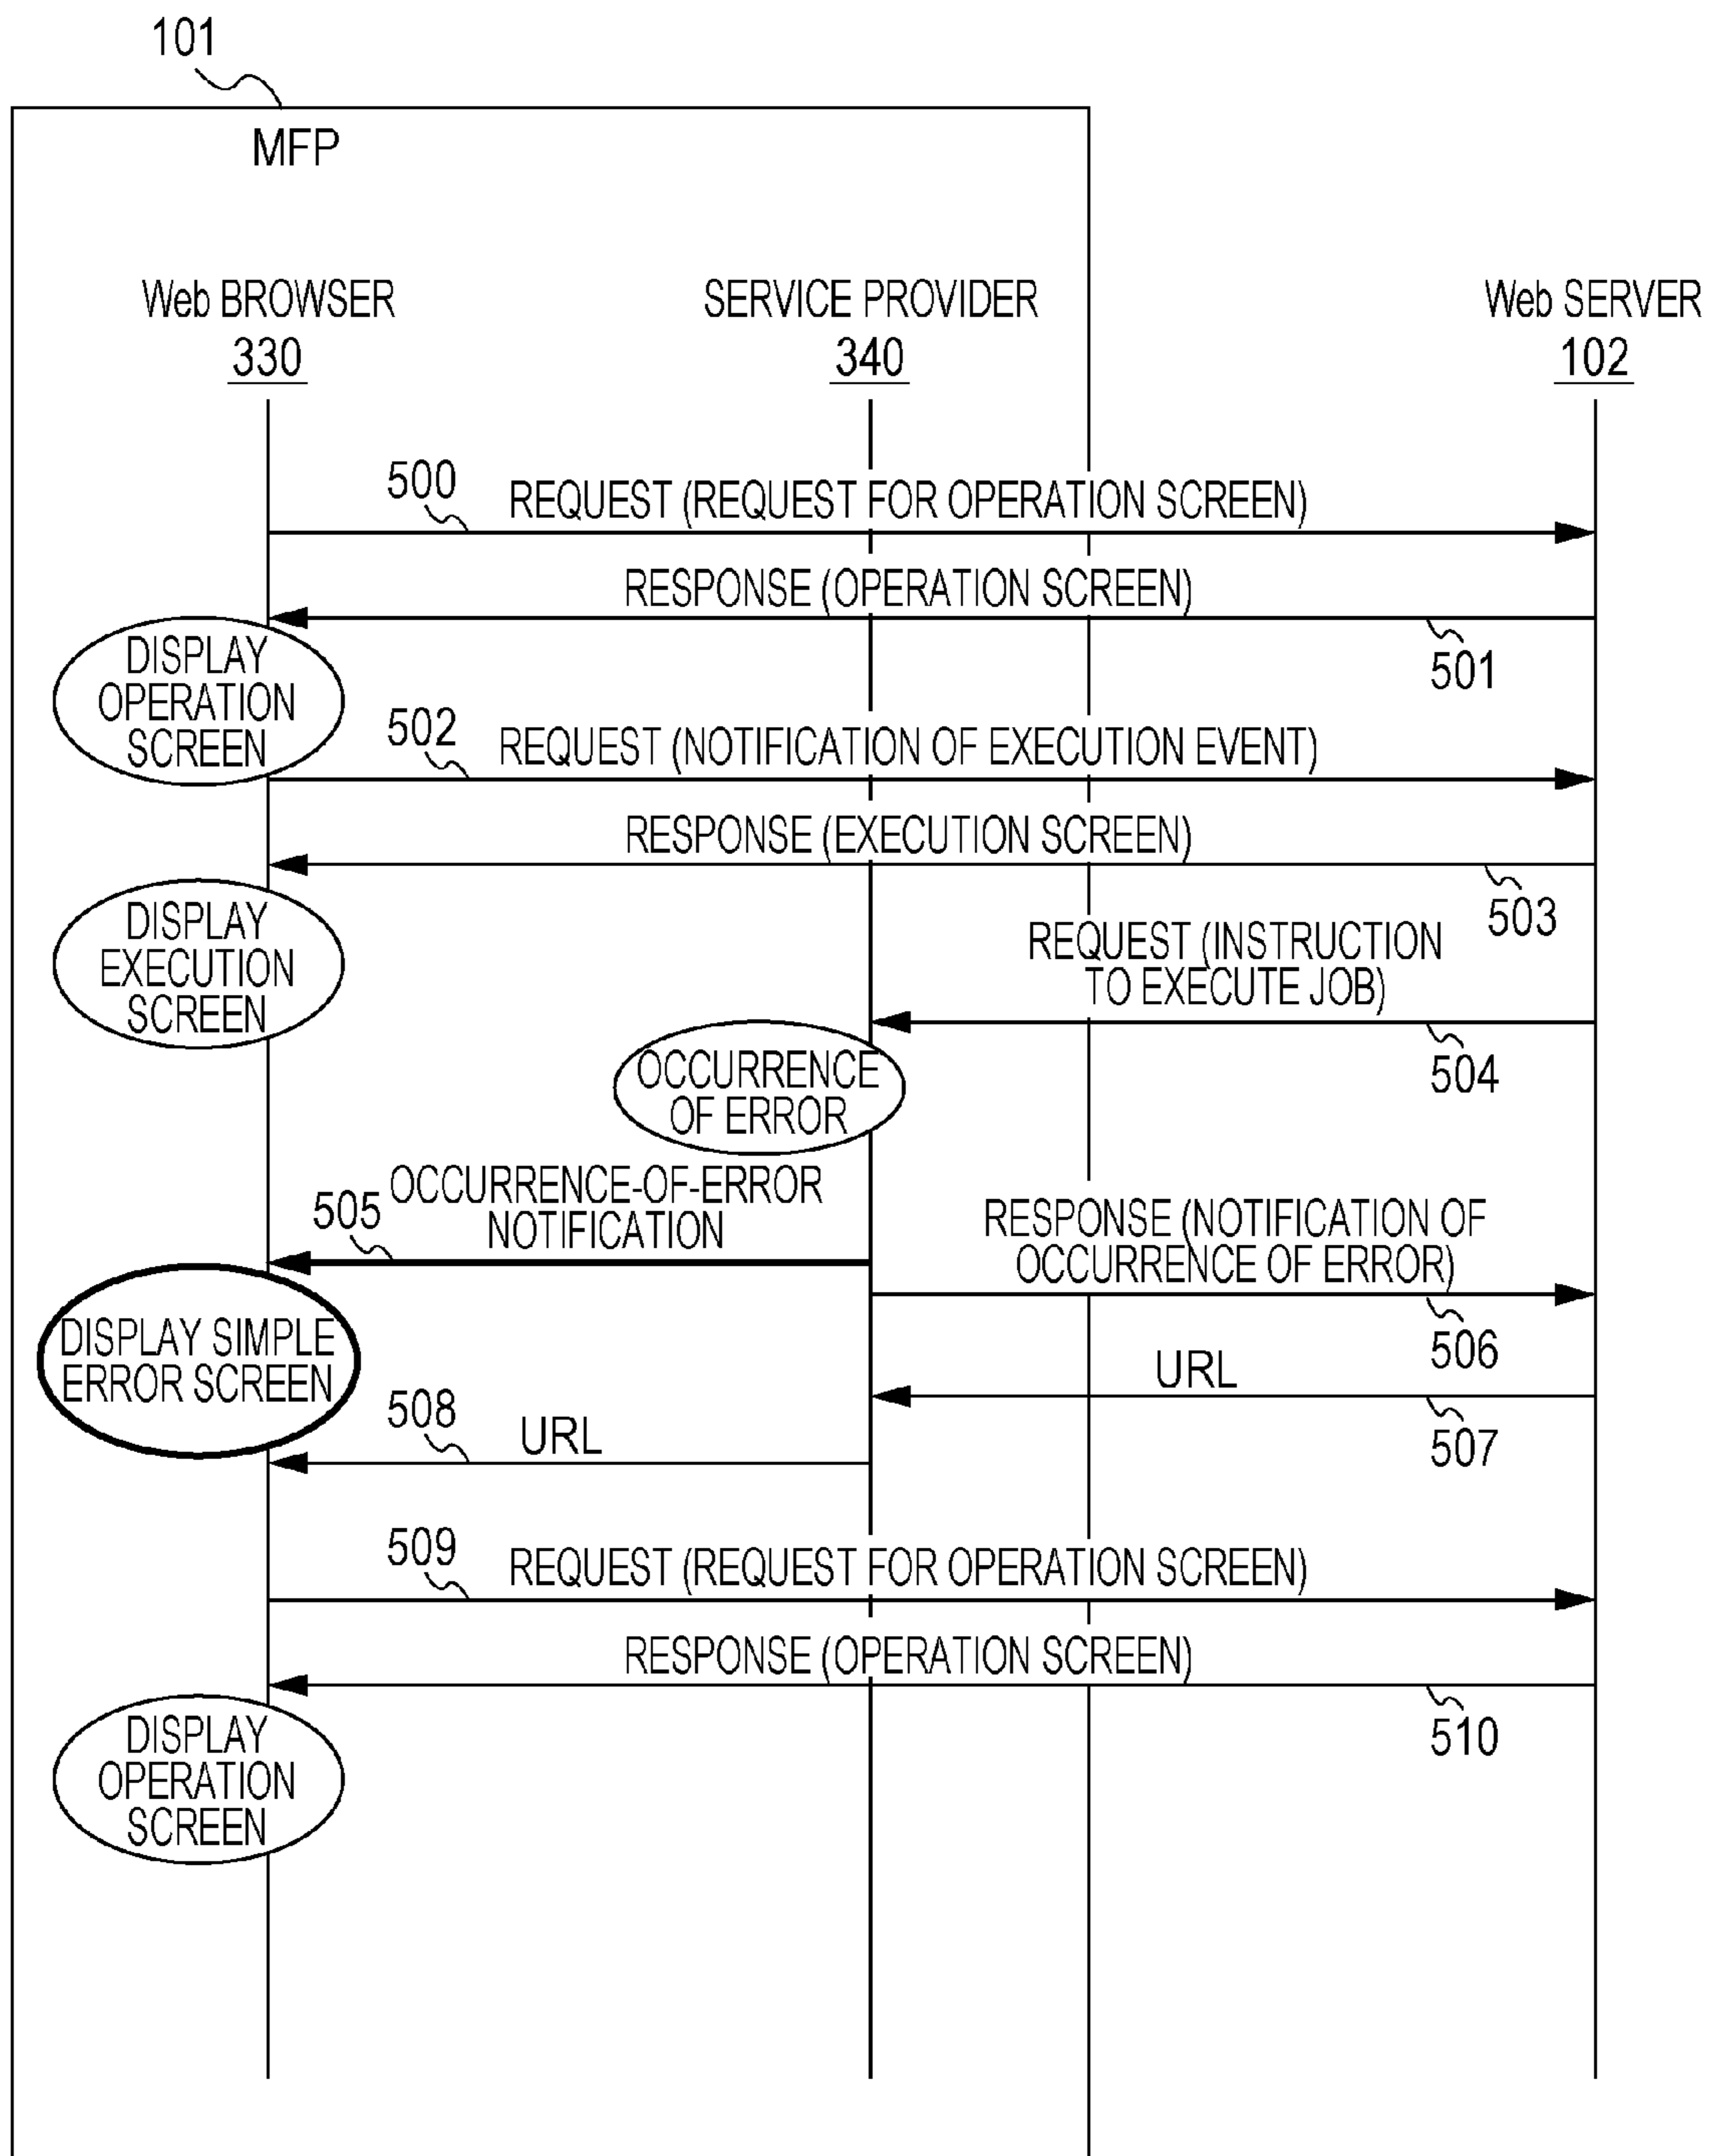 101
MFP
Web BROWSER
330
SERVICE PROVIDER
340
Web SERVER
102
500
REQUEST (REQUEST FOR OPERATION SCREEN)
RESPONSE (OPERATION SCREEN)
501
DISPLAY
OPERATION
SCREEN
502
REQUEST (NOTIFICATION OF EXECUTION EVENT)
RESPONSE (EXECUTION SCREEN)
503
DISPLAY
EXECUTION
SCREEN
REQUEST (INSTRUCTION
TO EXECUTE JOB)
504
OCCURRENCE
OF ERROR
505
OCCURRENCE-OF-ERROR
NOTIFICATION
RESPONSE (NOTIFICATION OF
OCCURRENCE OF ERROR)
506
DISPLAY SIMPLE
ERROR SCREEN
URL
507
508
URL
509
REQUEST (REQUEST FOR OPERATION SCREEN)
RESPONSE (OPERATION SCREEN)
510
DISPLAY
OPERATION
SCREEN